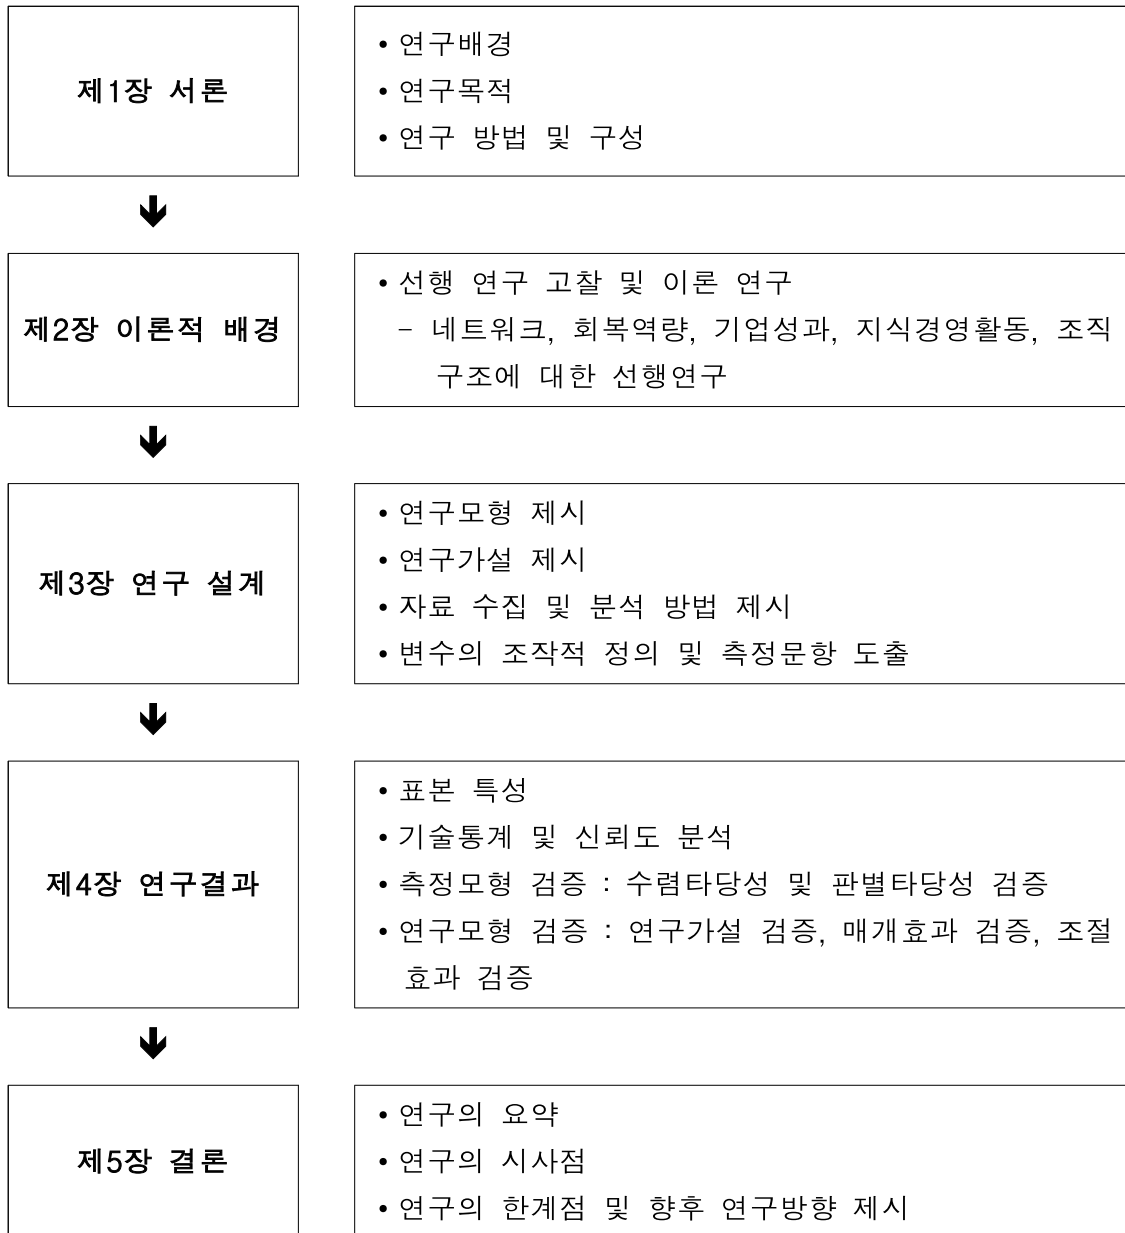 제1장 서론
• 연구배경
• 연구목적
• 연구 방법 및 구성
제2장 이론적 배경
• 선행 연구 고찰 및 이론 연구
– 네트워크, 회복역량, 기업성과, 지식경영활동, 조직
구조에 대한 선행연구
제3장 연구 설계
• 연구모형 제시
• 연구가설 제시
• 자료 수집 및 분석 방법 제시
• 변수의 조작적 정의 및 측정문항 도출
제4장 연구결과
• 표본 특성
• 기술통계 및 신뢰도 분석
• 측정모형 검증 : 수렴타당성 및 판별타당성 검증
• 연구모형 검증 : 연구가설 검증, 매개효과 검증, 조절
효과 검증
제5장 결론
• 연구의 요약
• 연구의 시사점
• 연구의 한계점 및 향후 연구방향 제시